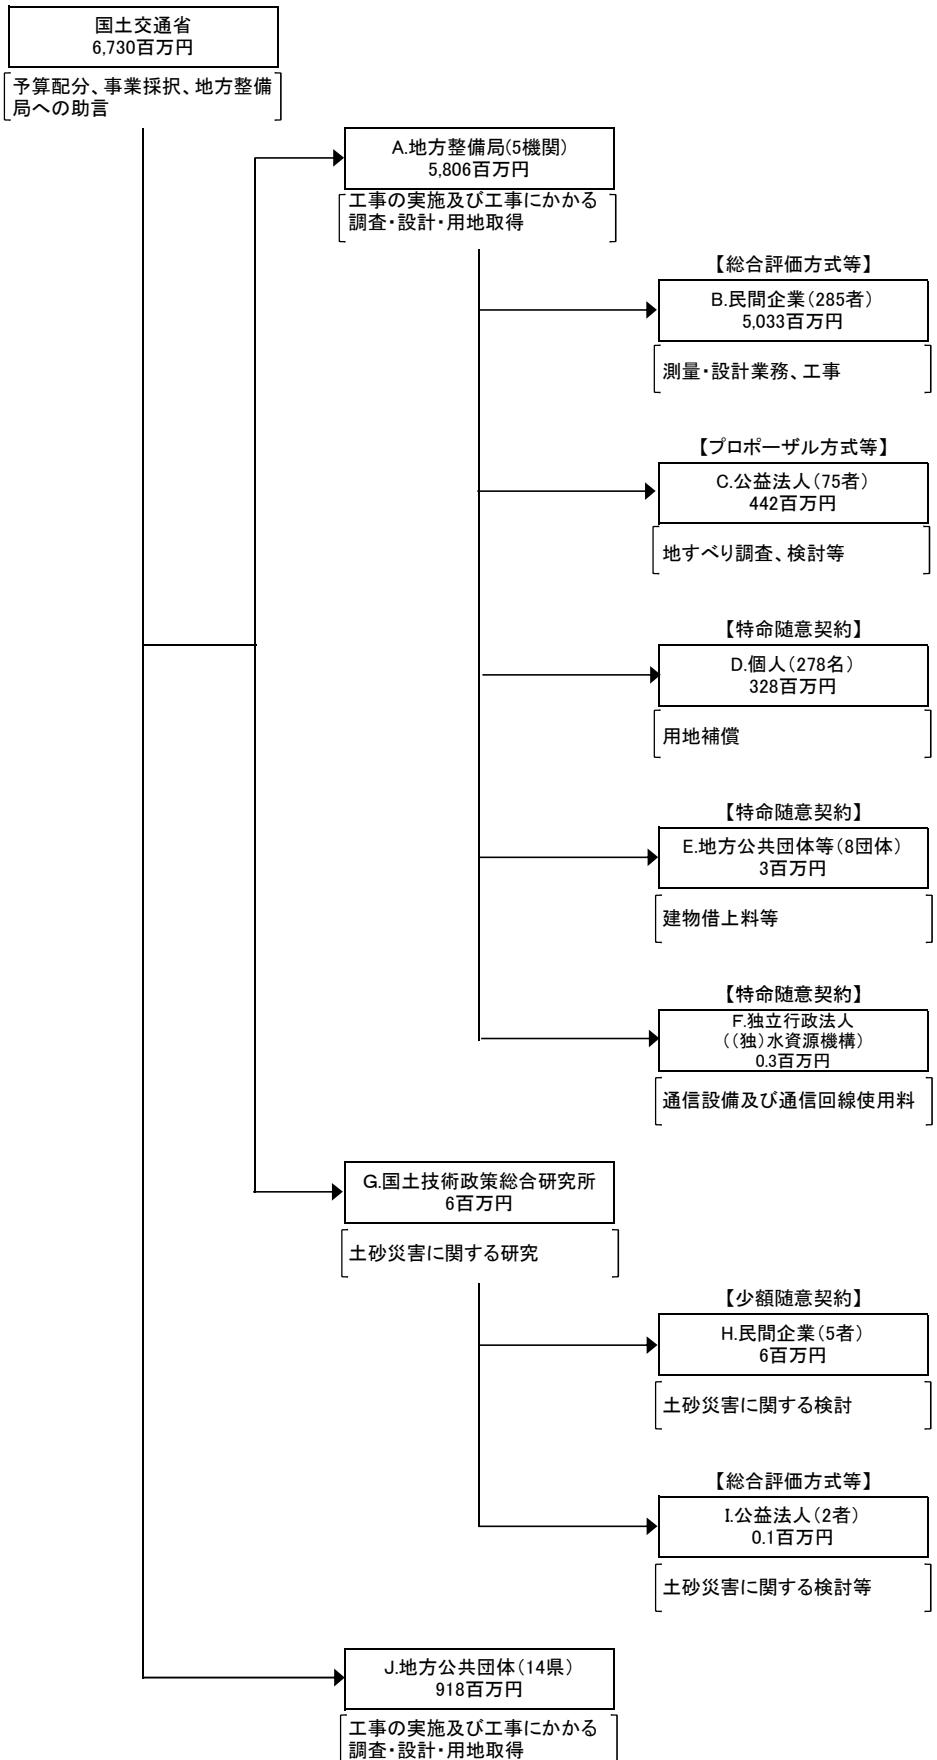 国土交通省
6,730百万円
予算配分、事業採択、地方整備
局への助言
A.地方整備局(5機関)
5,806百万円
工事の実施及び工事にかかる
調査・設計・用地取得
【総合評価方式等】
B.民間企業(285者)
5,033百万円
測量・設計業務、工事
【プロポーザル方式等】
C.公益法人(75者)
442百万円
地すべり調査、検討等
【特命随意契約】
D.個人(278名)
328百万円
用地補償
【特命随意契約】
E.地方公共団体等(8団体)
3百万円
建物借上料等
【特命随意契約】
F.独立行政法人
((独)水資源機構)
0.3百万円
通信設備及び通信回線使用料
G.国土技術政策総合研究所
6百万円
土砂災害に関する研究
【少額随意契約】
H.民間企業(5者)
6百万円
土砂災害に関する検討
【総合評価方式等】
I.公益法人(2者)
0.1百万円
土砂災害に関する検討等
J.地方公共団体(14県)
918百万円
工事の実施及び工事にかかる
調査・設計・用地取得